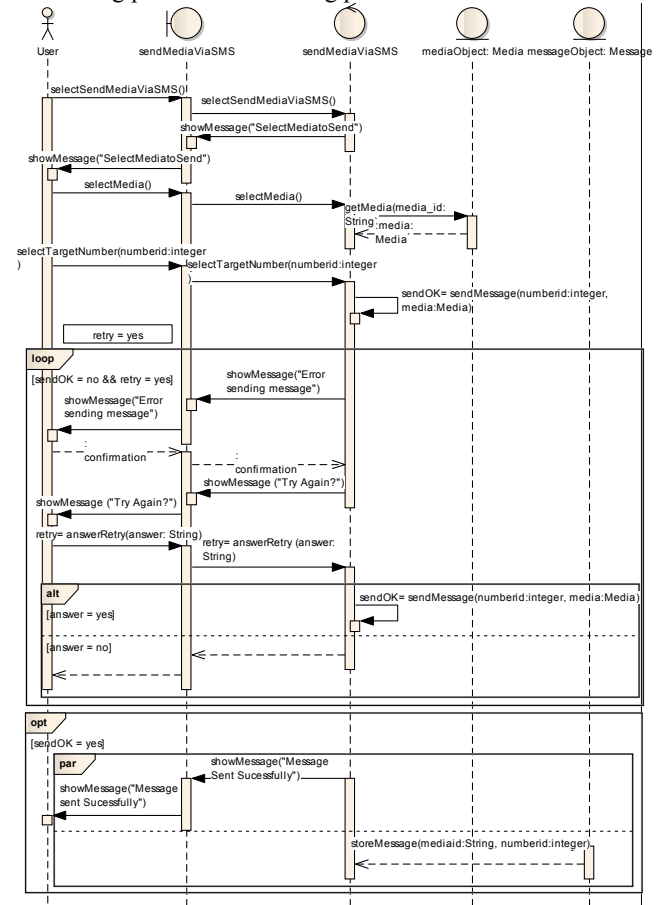 User
sendMediaViaSMS
sendMediaViaSMS
mediaObject: Media
messageObject: Message
selectSendMediaViaSMS()
selectSendMediaViaSMS()
showMessage("SelectMediatoSend")
showMessage("SelectMediatoSend")
selectMedia()
selectMedia()
getMedia(media_id:
String)
:media:
Media
selectTargetNumber(numberid:integer
)
selectTargetNumber(numberid:integer
)
sendOK= sendMessage(numberid:integer,
media:Media)
retry = yes
loop
[sendOK = no && retry = yes]
showMessage("Error
sending message")
showMessage("Error
sending message")
:
confirmation
:
confirmation
showMessage ("Try Again?")
showMessage ("Try Again?")
retry= answerRetry(answer: String)
retry= answerRetry (answer:
String)
alt
[answer = yes]
sendOK= sendMessage(numberid:integer, media:Media)
[answer = no]
opt
[sendOK = yes]
par
showMessage("Message
Sent Sucessfully")
showMessage("Message
sent Sucessfully")
storeMessage(mediaid:String, numberid:integer)